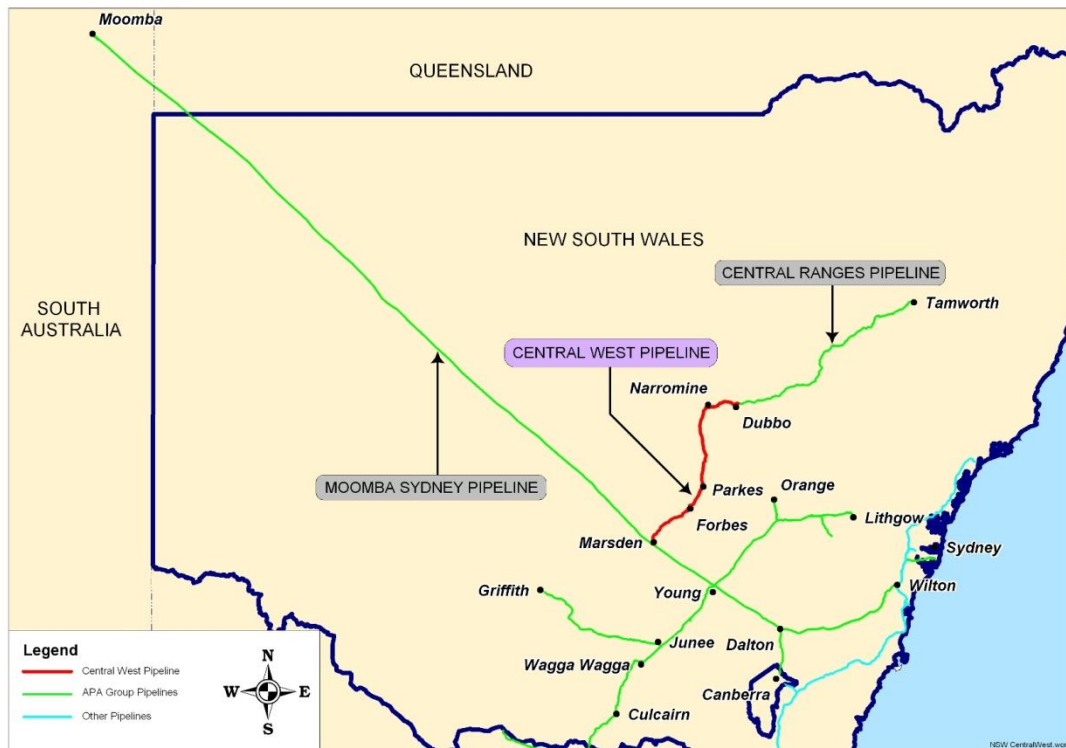 Moomba
QUEENSLAND
NEW SOUTH WALES
CENTRAL RANGES PIPELINE
Tamworth
SOUTH
AUSTRALIA
CENTRAL WEST PIPELINE
Narromine
Dubbo
MOOMBA SYDNEY PIPELINE
Parkes
Orange
Forbes
Lithgow
Marsden
Sydney
Griffith
Young
Wilton
Junee
Dalton
Wagga Wagga
Canberra
Culcairn
Legend
Central West Pipeline
APA Group Pipelines
Other Pipelines
N
W
E
S